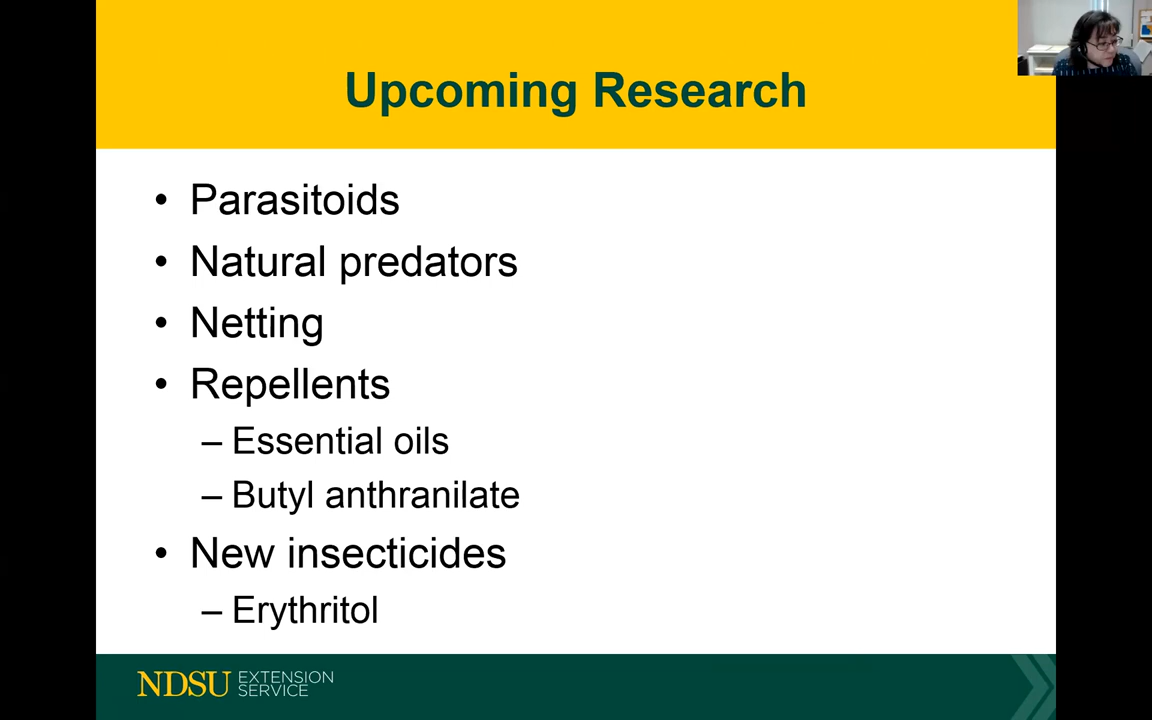 Upcoming Research
• Parasitoids
• Natural predators
• Netting
• Repellents
– Essential oils
– Butyl anthranilate
• New insecticides
– Erythritol
NDSU EXTENSION
SERVICE